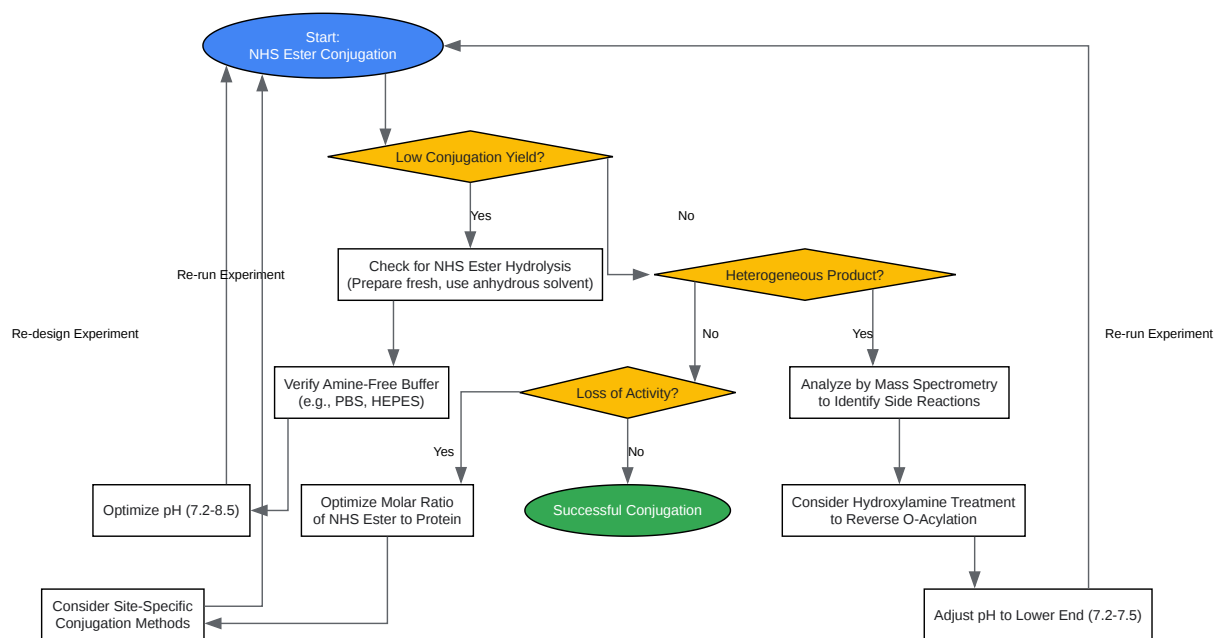 Start:
NHS Ester Conjugation
Low Conjugation Yield?
Yes
No
Check for NHS Ester Hydrolysis
(Prepare fresh, use anhydrous solvent)
Heterogeneous Product?
Re-run Experiment
Re-design Experiment
No
Yes
Re-run Experiment
Verify Amine-Free Buffer
(e.g., PBS, HEPES)
Loss of Activity?
Analyze by Mass Spectrometry
to Identify Side Reactions
Yes
No
Optimize pH (7.2-8.5)
Optimize Molar Ratio
of NHS Ester to Protein
Successful Conjugation
Consider Hydroxylamine Treatment
to Reverse O-Acylation
Consider Site-Specific
Conjugation Methods
Adjust pH to Lower End (7.2-7.5)